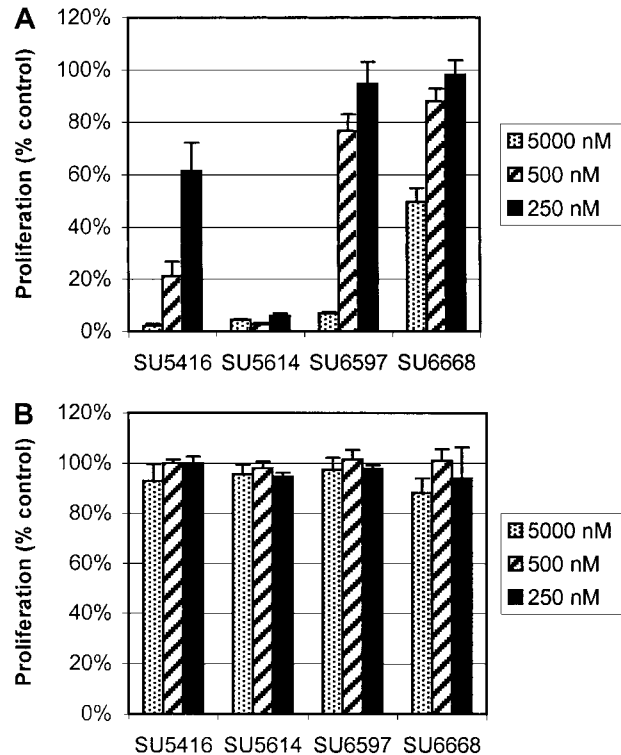 A
Proliferation (% control)
120%
100%
80%
60%
40%
20%
0%
SU5416 SU5614 SU6597 SU6668
5000 nM
500 nM
250 nM
B
Proliferation (% control)
120%
100%
80%
60%
40%
20%
0%
SU5416 SU5614 SU6597 SU6668
5000 nM
500 nM
250 nM